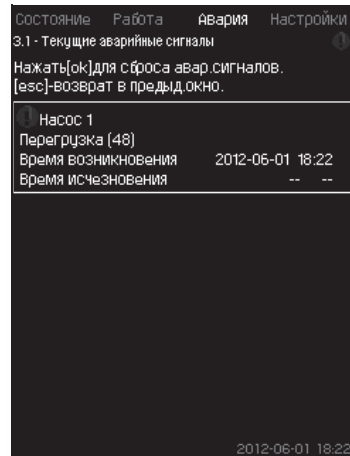 Состояние Работа Авария Настройки
3.1 - Текущие аварийные сигналы
Нажать[ok]для сброса авар.сигналов.
[esc]-возврат в предыд.окно.
Насос 1
Перегрузка (48)
Время возникновения 2012-06-01 18:22
Время исчезновения -- --
2012-06-01 18:22